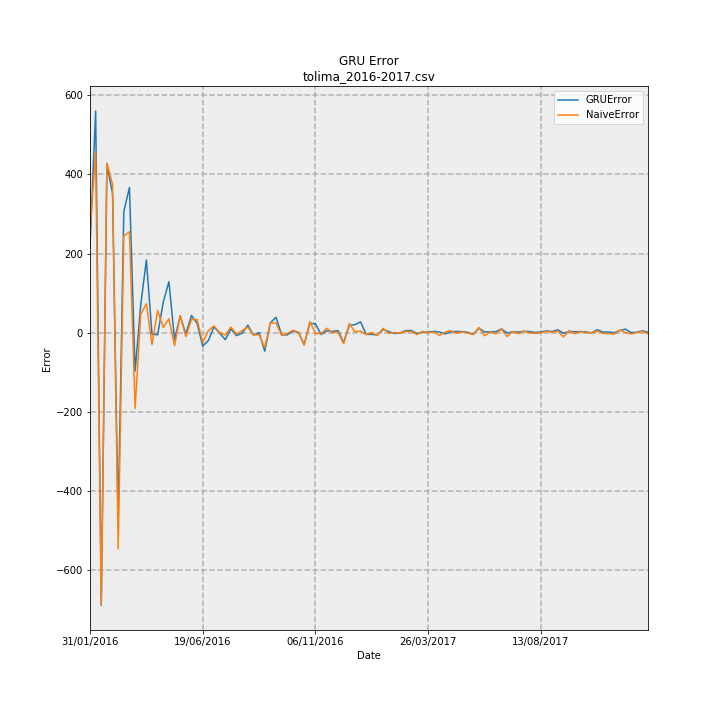 GRU Error
tolima_2016-2017.csv
GRUError
NaiveError
600
400
200
0
−200
−400
−600
Error
31/01/2016
19/06/2016
06/11/2016
26/03/2017
13/08/2017
Date